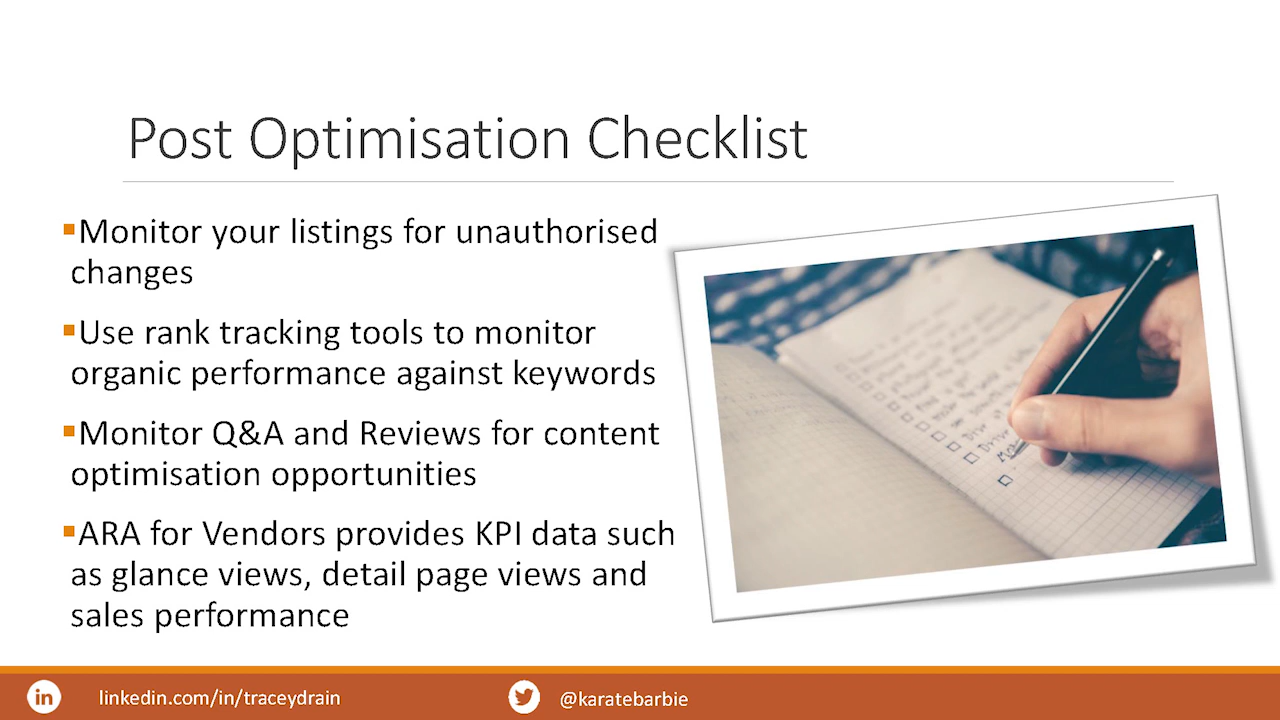 Post Optimisation Checklist
▪Monitor your listings for unauthorised
changes
▪Use rank tracking tools to monitor
organic performance against keywords
▪Monitor Q&A and Reviews for content
optimisation opportunities
▪ARA for Vendors provides KPI data such
as glance views, detail page views and
sales performance
in linkedin.com/in/traceydrain @karatebarbie